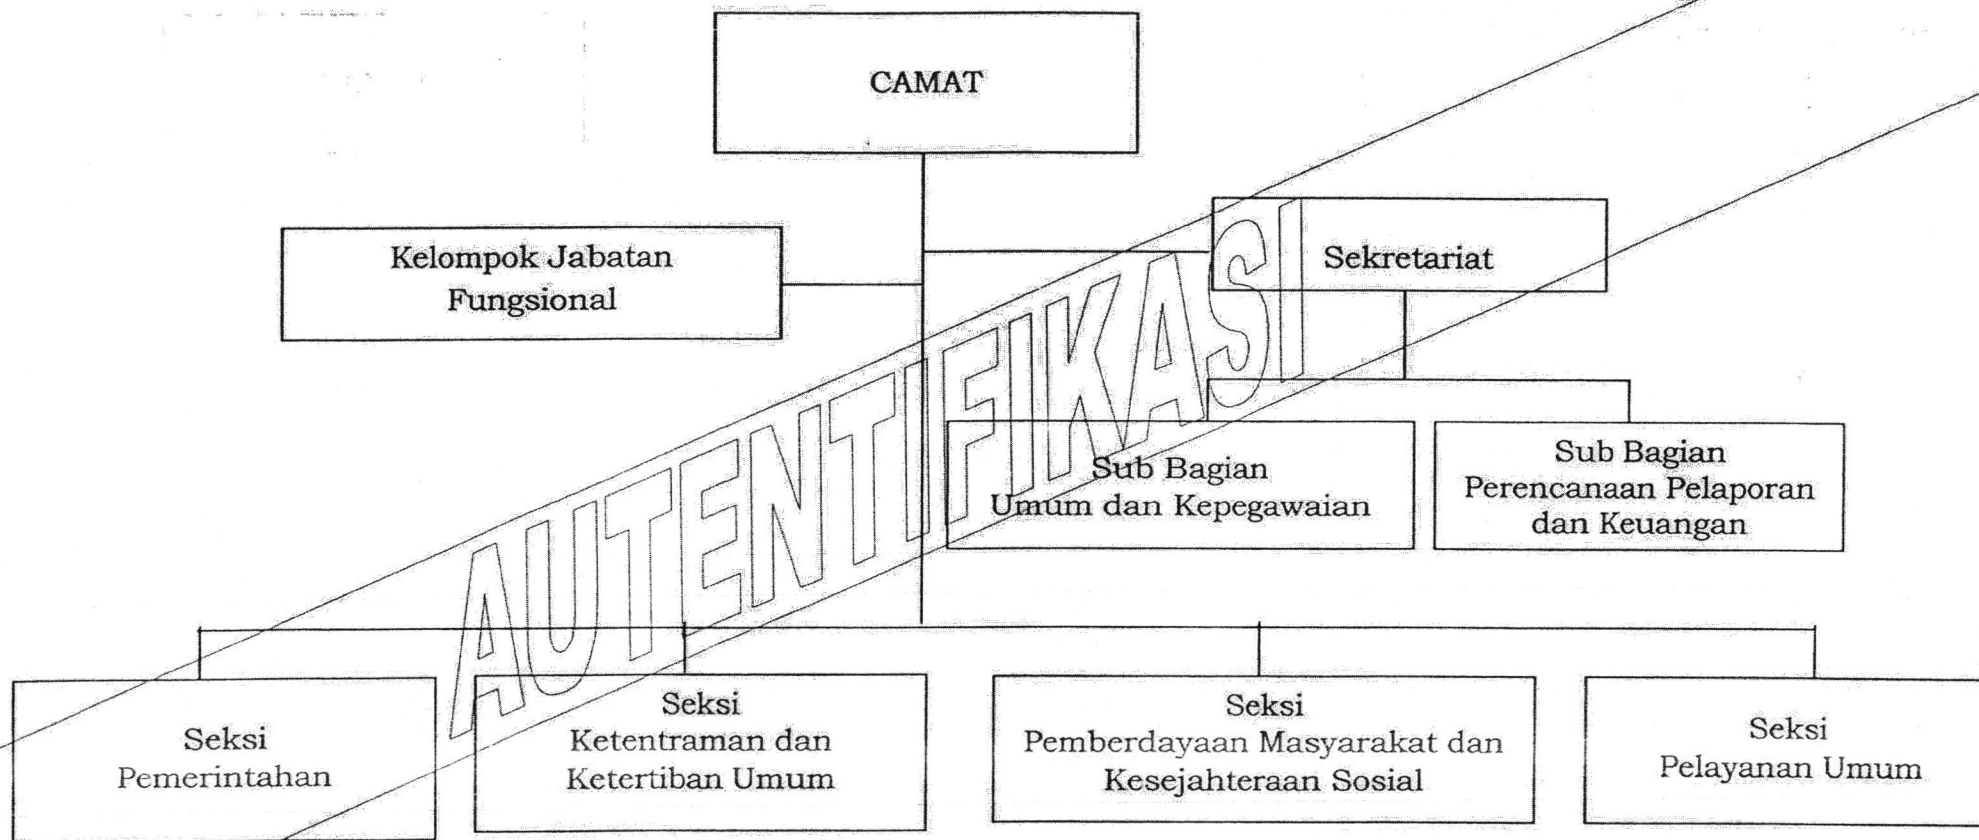 CAMAT
Kelompok Jabatan
Fungsional
Sekretariat
Sub Bagian
Umum dan Kepegawaian
Sub Bagian
Perencanaan Pelaporan
dan Keuangan
AUTENTIFIKASI
Seksi
Pemerintahan
Seksi
Ketentraman dan
Ketertiban Umum
Seksi
Pemberdayaan Masyarakat dan
Kesejahteraan Sosial
Seksi
Pelayanan Umum